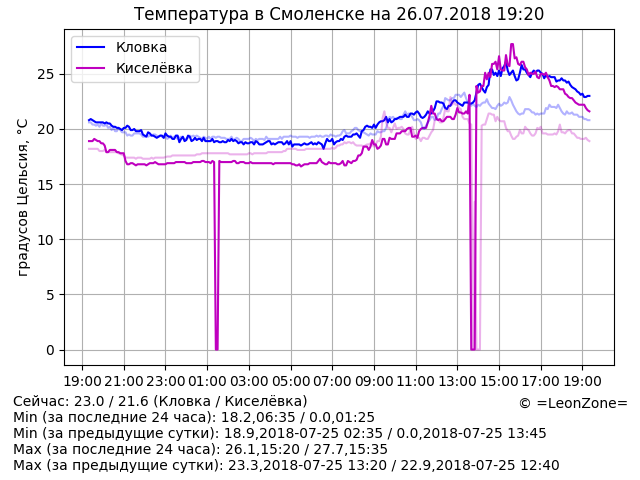 Температура в Смоленске на 26.07.2018 19:20
Кловка
Киселёвка
градусов Цельсия, °C
25
20
15
10
5
0
19:00 21:00 23:00 01:00 03:00 05:00 07:00 09:00 11:00 13:00 15:00 17:00 19:00
Сейчас: 23.0 / 21.6 (Кловка / Киселёвка)
© =LeonZone=
Min (за последние 24 часа): 18.2,06:35 / 0.0,01:25
Min (за предыдущие сутки): 18.9,2018-07-25 02:35 / 0.0,2018-07-25 13:45
Max (за последние 24 часа): 26.1,15:20 / 27.7,15:35
Max (за предыдущие сутки): 23.3,2018-07-25 13:20 / 22.9,2018-07-25 12:40